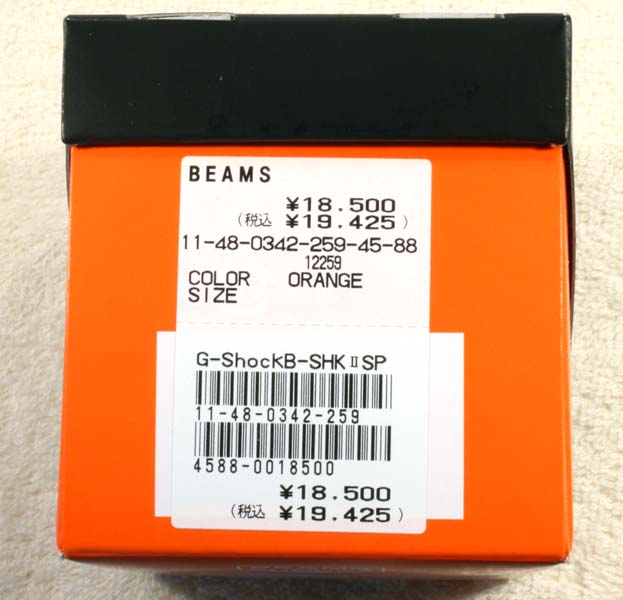 BEAMS
¥18.500
(税込 ¥19.425)
11-48-0342-259-45-88
12259
COLOR ORANGE
SIZE
G-ShockB-SHKⅡSP
11-48-0342-259
4588-0018500
¥18.500
(税込 ¥19.425)